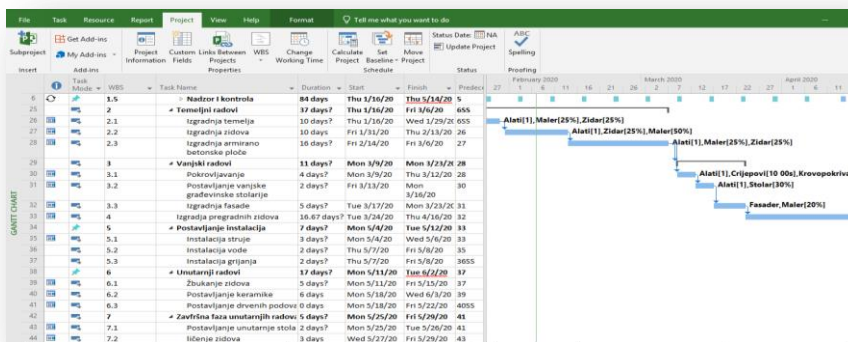 File Task Resource Report Project View Help Format Tell me what you want to do
Subproject
Get Add-ins
My Add-ins
Project Information
Custom Fields
Links Between Projects
WBS
Change Working Time
Calculate Project
Set Baseline
Move Project
Status Date: NA
Update Project
ABC
Spelling
Insert Add-ins Properties Schedule Status Proofing
Task Mode WBS Task Name Duration Start Finish Predec
February 2020 March 2020 April 2020
27 1 6 11 16 21 26 2 7 12 17 22 27 1 6 11
6 1.5 Nadzor I kontrola 84 days Thu 1/16/20 Thu 5/14/20 5
25 2 Temeljni radovi 37 days? Thu 1/16/20 Fri 3/6/20 6SS
26 2.1 Izgradnja temelja 10 days? Thu 1/16/20 Wed 1/29/20 6SS Alati[1],Maler[25%],Zidar[25%]
27 2.2 Izgradnja zidova 10 days Fri 1/31/20 Thu 2/13/20 26 Alati[1],Zidar[25%],Maler[50%]
28 2.3 Izgradnja armirano betonske ploče 16 days? Fri 2/14/20 Fri 3/6/20 27 Alati[1],Maler[25%],Zidar[25%]
29 3 Vanjski radovi 11 days? Mon 3/9/20 Mon 3/23/20 28
30 3.1 Pokrovljavanje 4 days? Mon 3/9/20 Thu 3/12/20 28 Alati[1],Crijepovi[10 00s],Krovopokriva
31 3.2 Postavljanje vanjske građevinske stolarije 2 days? Fri 3/13/20 Mon 3/16/20 30 Alati[1],Stolar[30%]
32 3.3 Izgradnja fasade 5 days? Tue 3/17/20 Mon 3/23/20 31 Fasader,Maler[20%]
33 4 Izgradja pregradnih zidova 16.67 days? Tue 3/24/20 Thu 4/16/20 32
34 5 Postavljanje instalacija 7 days? Mon 5/4/20 Tue 5/12/20 33
35 5.1 Instalacija struje 3 days? Mon 5/4/20 Wed 5/6/20 33
36 5.2 Instalacija vode 2 days? Thu 5/7/20 Fri 5/8/20 35
37 5.3 Instalacija grijanja 2 days? Thu 5/7/20 Fri 5/8/20 36SS
38 6 Unutarnji radovi 17 days? Mon 5/11/20 Tue 6/2/20 37
39 6.1 Žbukanje zidova 5 days? Mon 5/11/20 Fri 5/15/20 37
40 6.2 Postavljanje keramike 6 days Mon 5/18/20 Wed 6/3/20 39
41 6.3 Postavljanje drvenih podova 0 days Mon 5/18/20 Fri 5/22/20 40SS
42 7 Zavfršna faza unutarnjih radova 5 days? Mon 5/25/20 Fri 5/29/20 41
43 7.1 Postavljanje unutarnje stola 2 days? Mon 5/25/20 Tue 5/26/20 41
44 7.2 ličenje zidova 3 days Wed 5/27/20 Fri 5/29/20 43
GANTT CHART